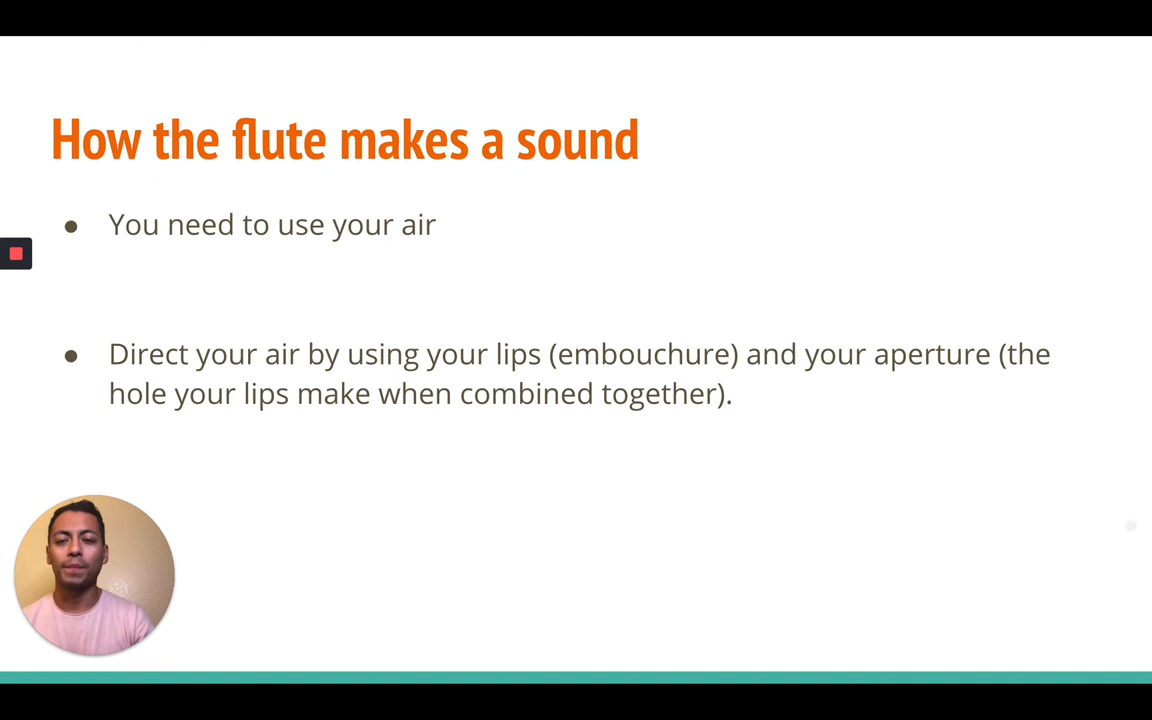 How the flute makes a sound
● You need to use your air
● Direct your air by using your lips (embouchure) and your aperture (the
hole your lips make when combined together).